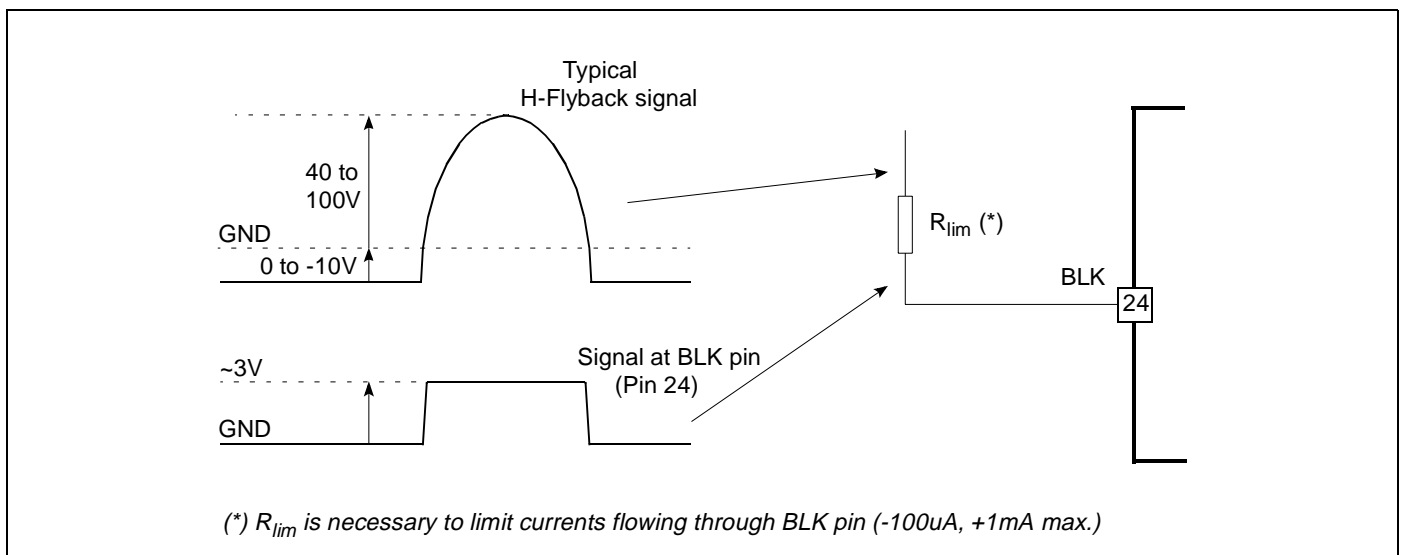 Typical
H-Flyback signal
40 to
100V
GND
0 to -10V
R_lim (*)
BLK
24
~3V
Signal at BLK pin
(Pin 24)
GND
(*) R_lim is necessary to limit currents flowing through BLK pin (-100uA, +1mA max.)